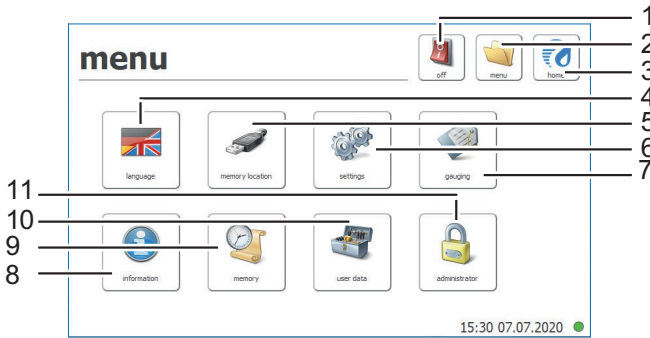 1
2
3
4
5
6
7
menu
off
menu
home
language
memory location
settings
gauging
11
10
9
8
information
memory
user data
administrator
15:30 07.07.2020